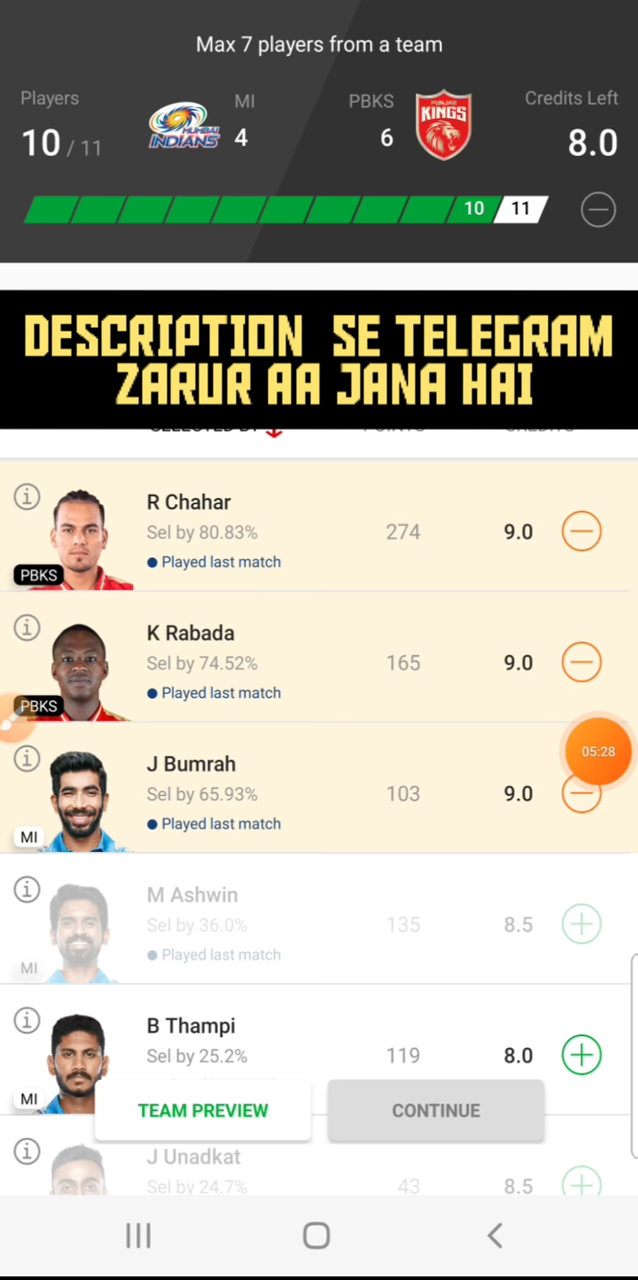 Max 7 players from a team
Players MI PBKS Credits Left
10 / 11 MUMBAI INDIANS 4 6 PUNJAB KINGS 8.0
10 11
DESCRIPTION SE TELEGRAM
ZARUR AA JANA HAI
R Chahar
Sel by 80.83% 274 9.0
Played last match
PBKS
K Rabada
Sel by 74.52% 165 9.0
Played last match
PBKS
05:28
J Bumrah
Sel by 65.93% 103 9.0
Played last match
MI
M Ashwin
Sel by 36.0% 135 8.5
Played last match
MI
B Thampi
Sel by 25.2% 119 8.0
MI
TEAM PREVIEW CONTINUE
J Unadkat
Sel by 24.7% 43 8.5